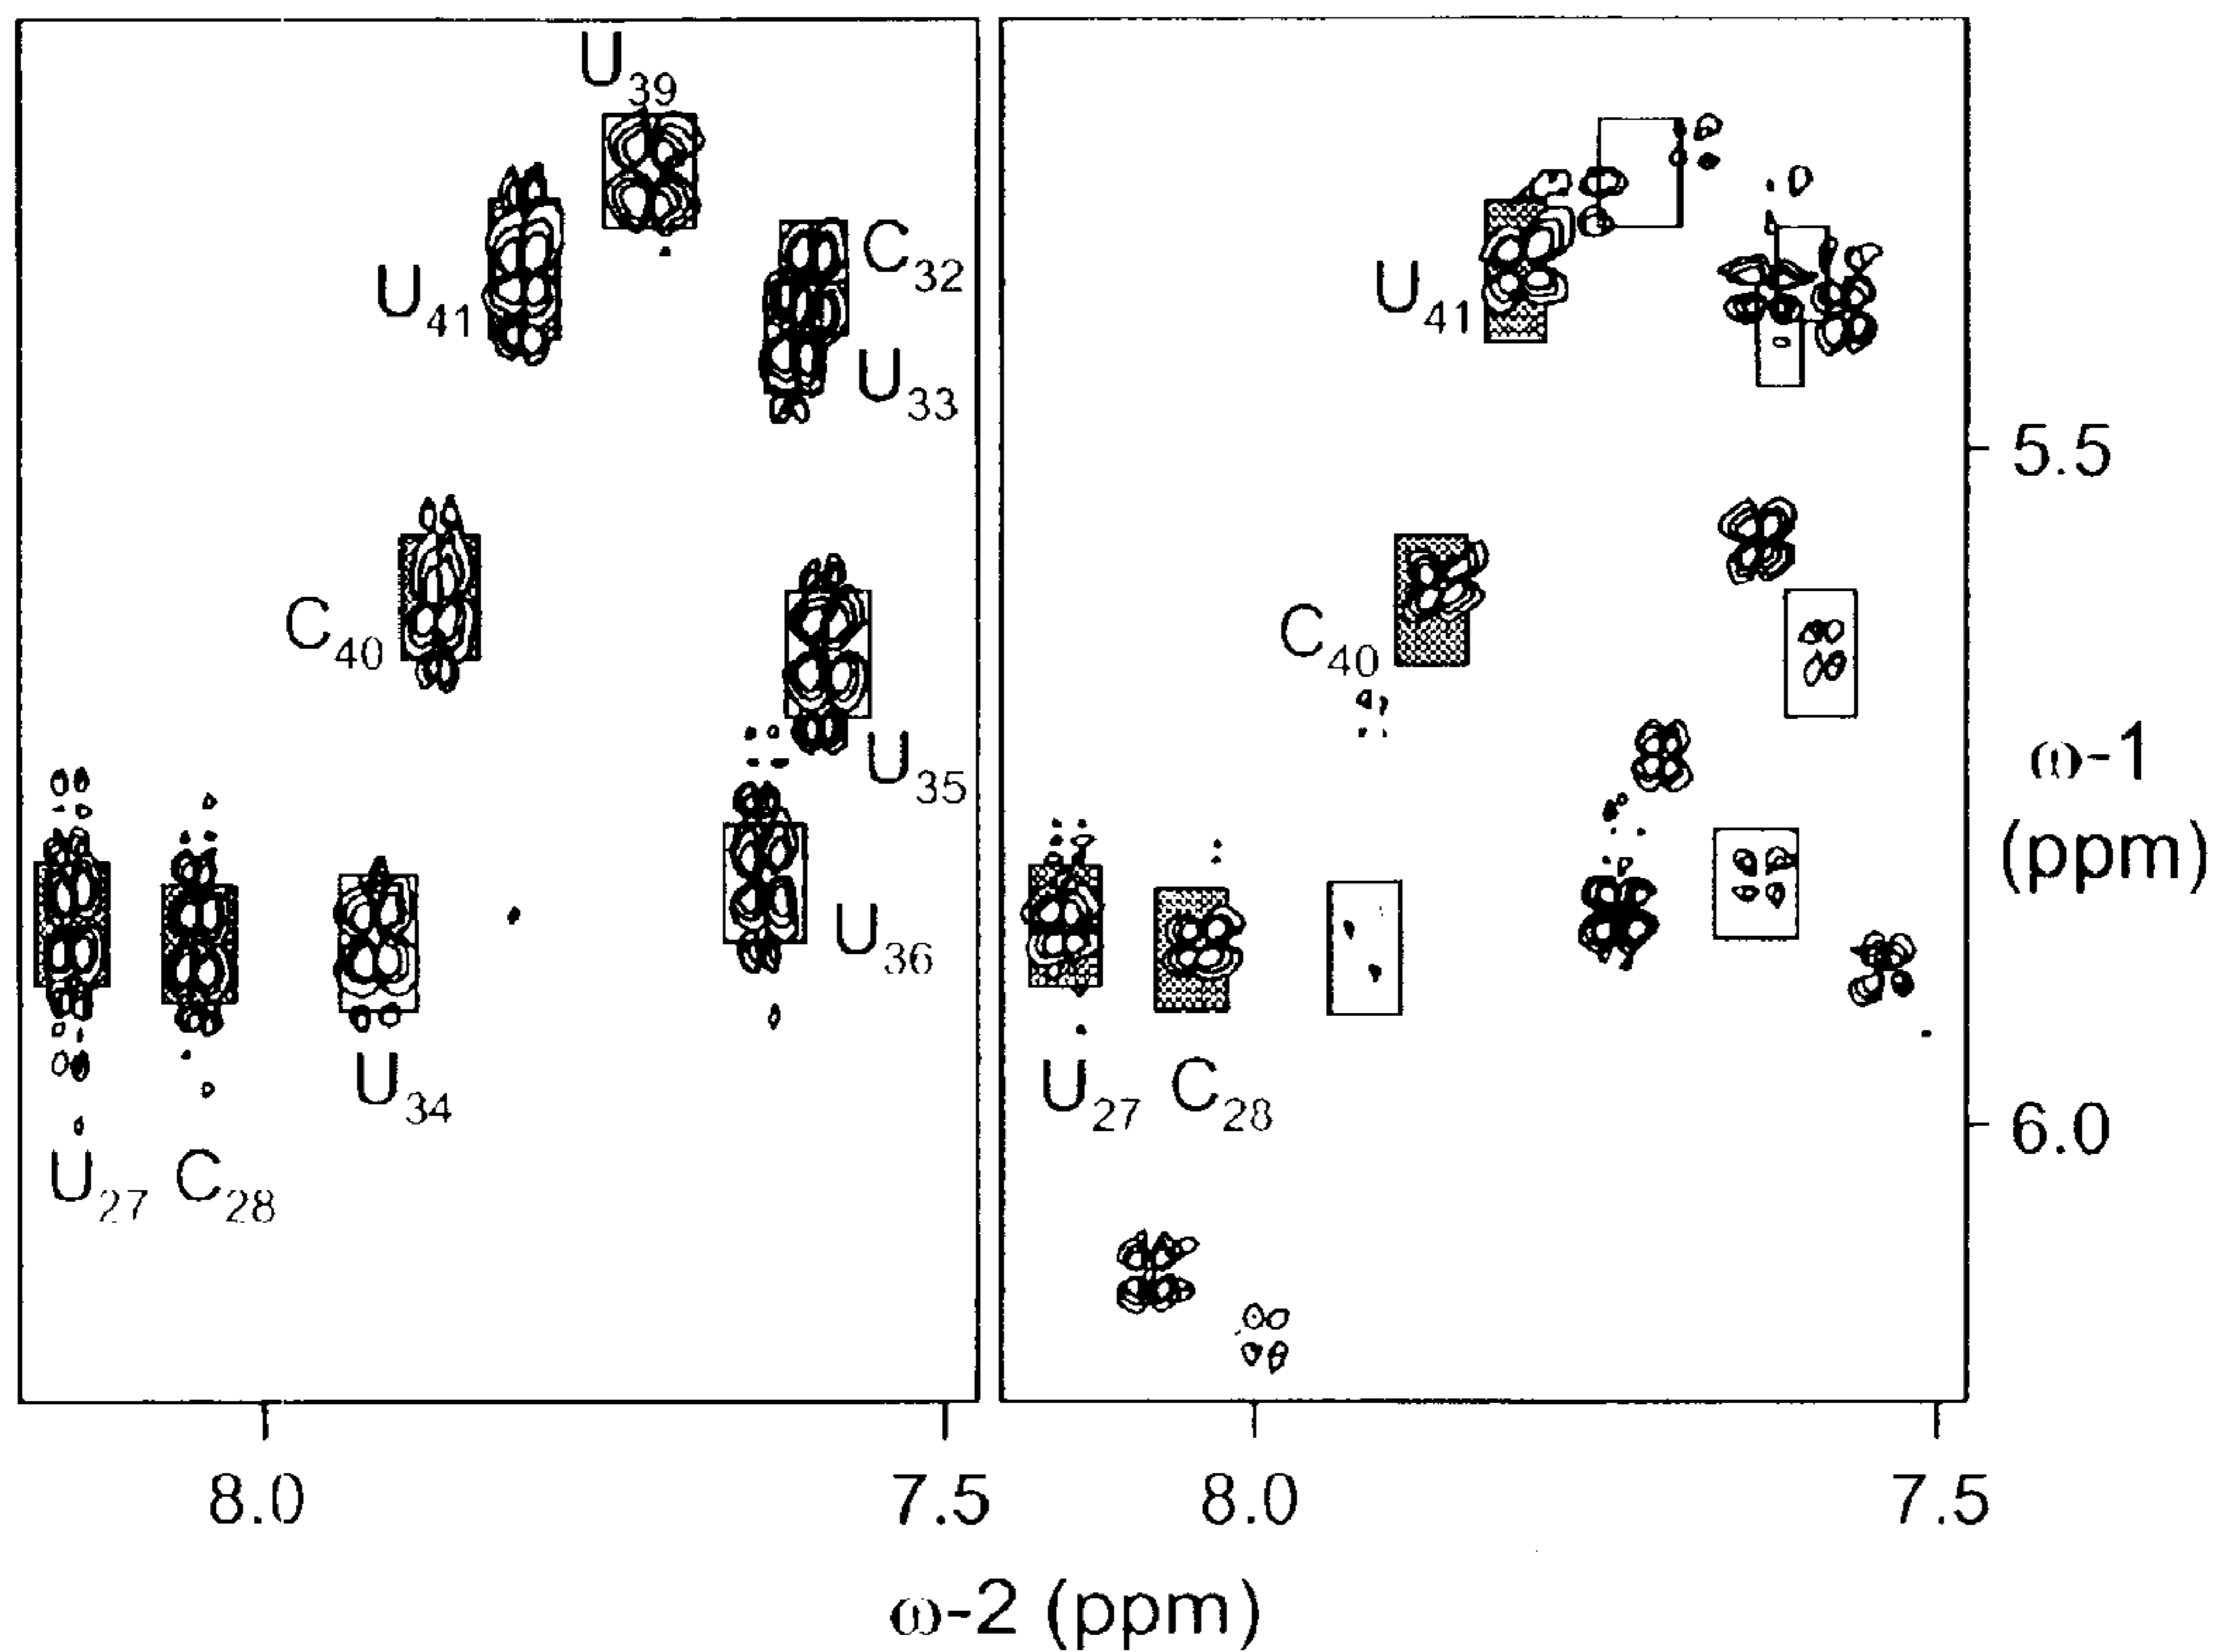 U39
C32
U41
U33
C40
U35
U36
U34
U27 C28
U41
C40
U27 C28
5.5
ω-1
(ppm)
6.0
8.0 7.5 8.0 7.5
ω-2 (ppm)